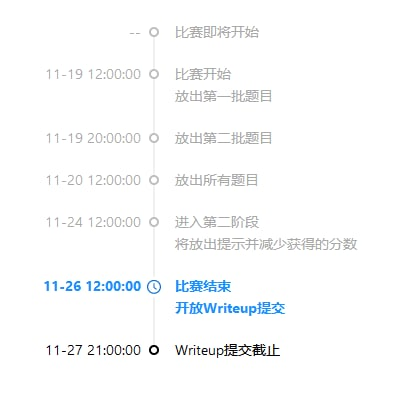 -- 比赛即将开始
11-19 12:00:00 比赛开始
放出第一批题目
11-19 20:00:00 放出第二批题目
11-20 12:00:00 放出所有题目
11-24 12:00:00 进入第二阶段
将放出提示并减少获得的分数
11-26 12:00:00 比赛结束
开放Writeup提交
11-27 21:00:00 Writeup提交截止